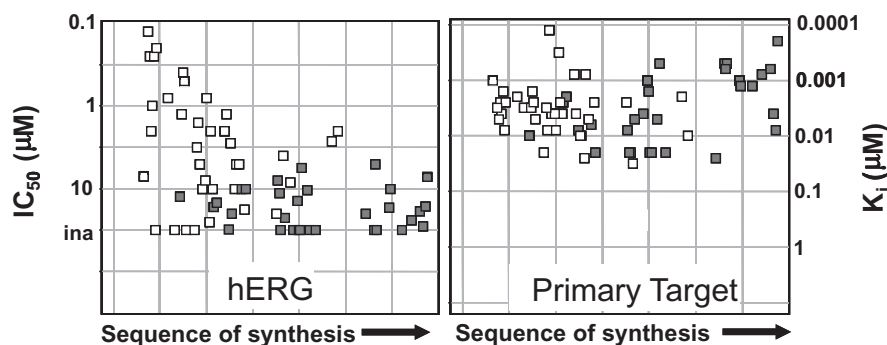 0.1
1
10
ina
IC50 (μM)
hERG
Sequence of synthesis
0.0001
0.001
0.01
0.1
1
Ki (μM)
Primary Target
Sequence of synthesis